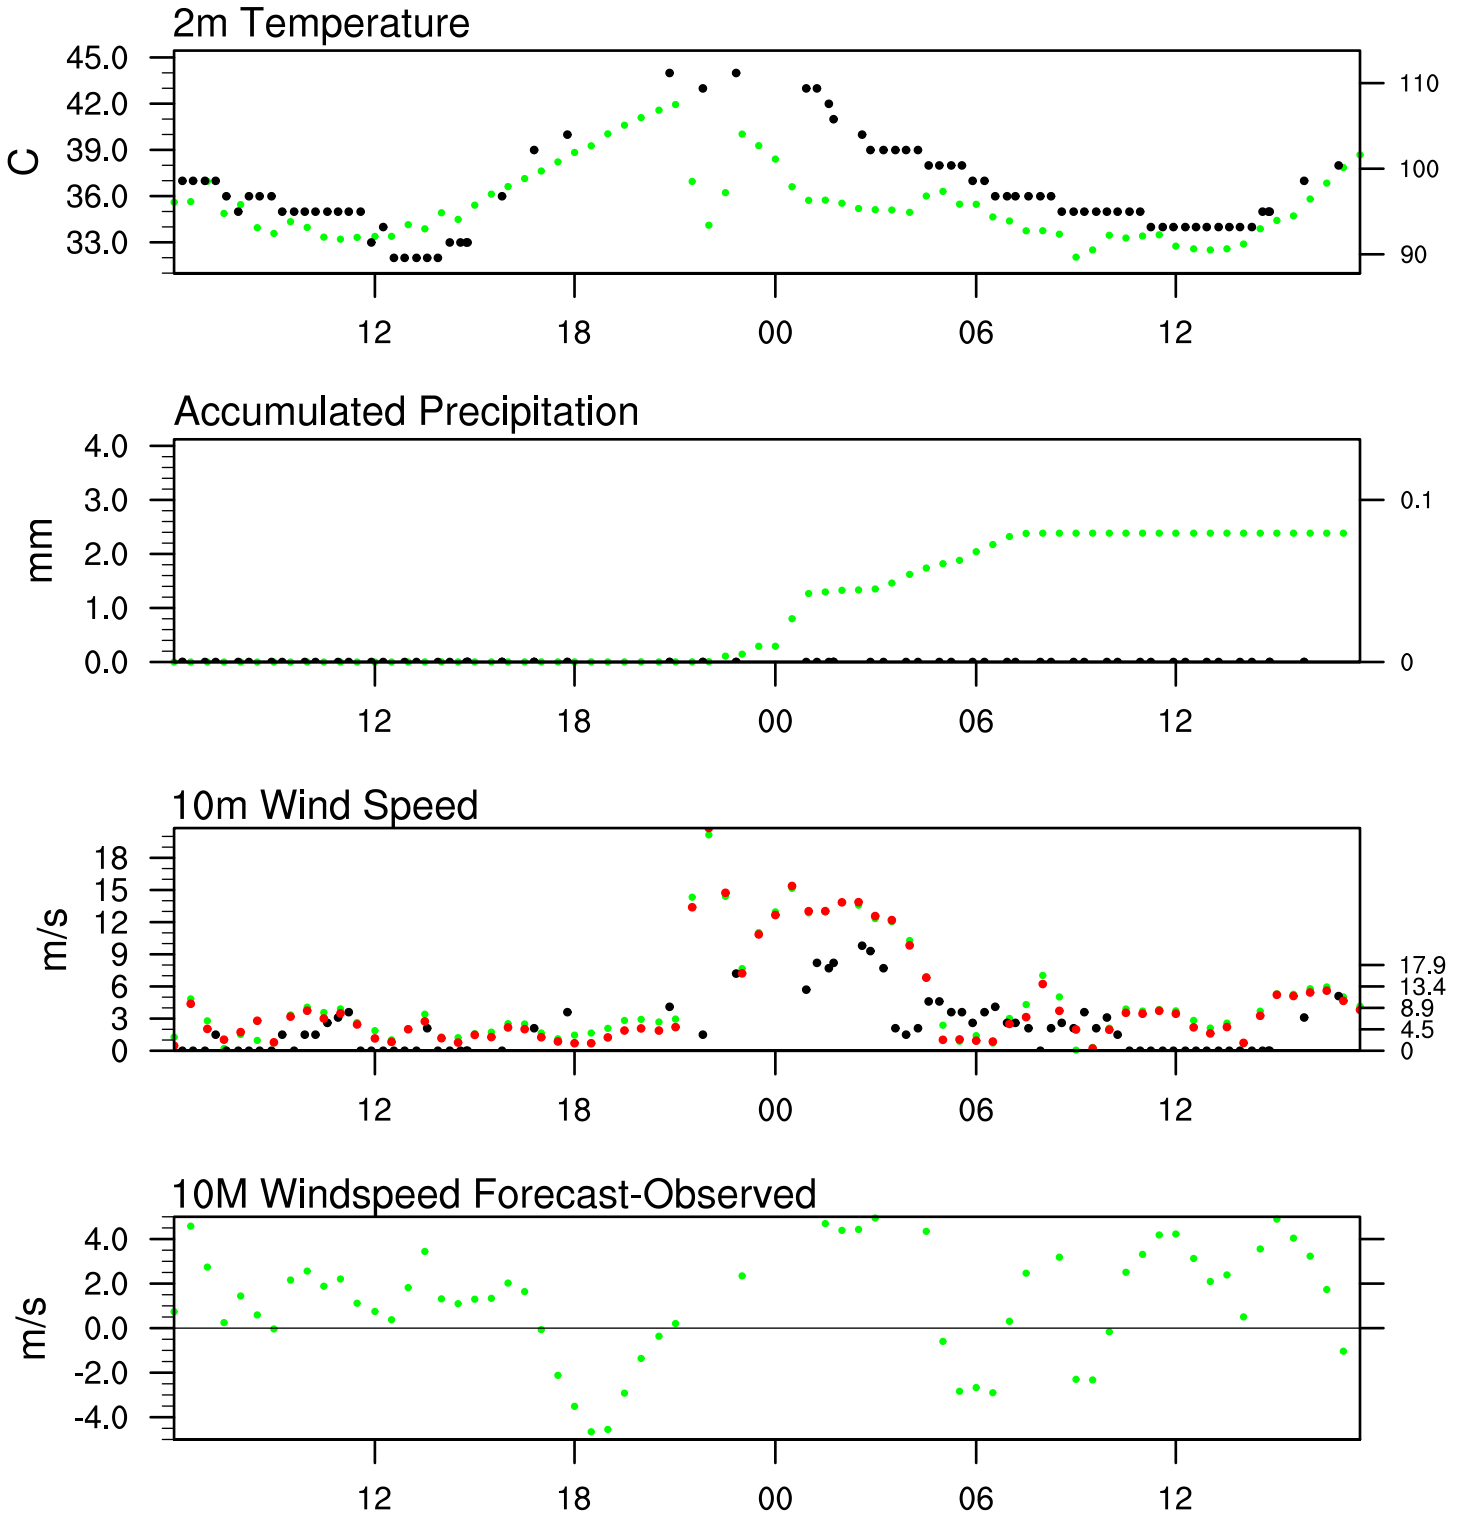 2m Temperature
45.0
42.0
39.0
36.0
33.0
C
110
100
90
12 18 00 06 12
Accumulated Precipitation
4.0
3.0
2.0
1.0
0.0
mm
0.1
0
12 18 00 06 12
10m Wind Speed
18
15
12
9
6
3
0
m/s
17.9
13.4
8.9
4.5
0
12 18 00 06 12
10M Windspeed Forecast-Observed
4.0
2.0
0.0
-2.0
-4.0
m/s
12 18 00 06 12